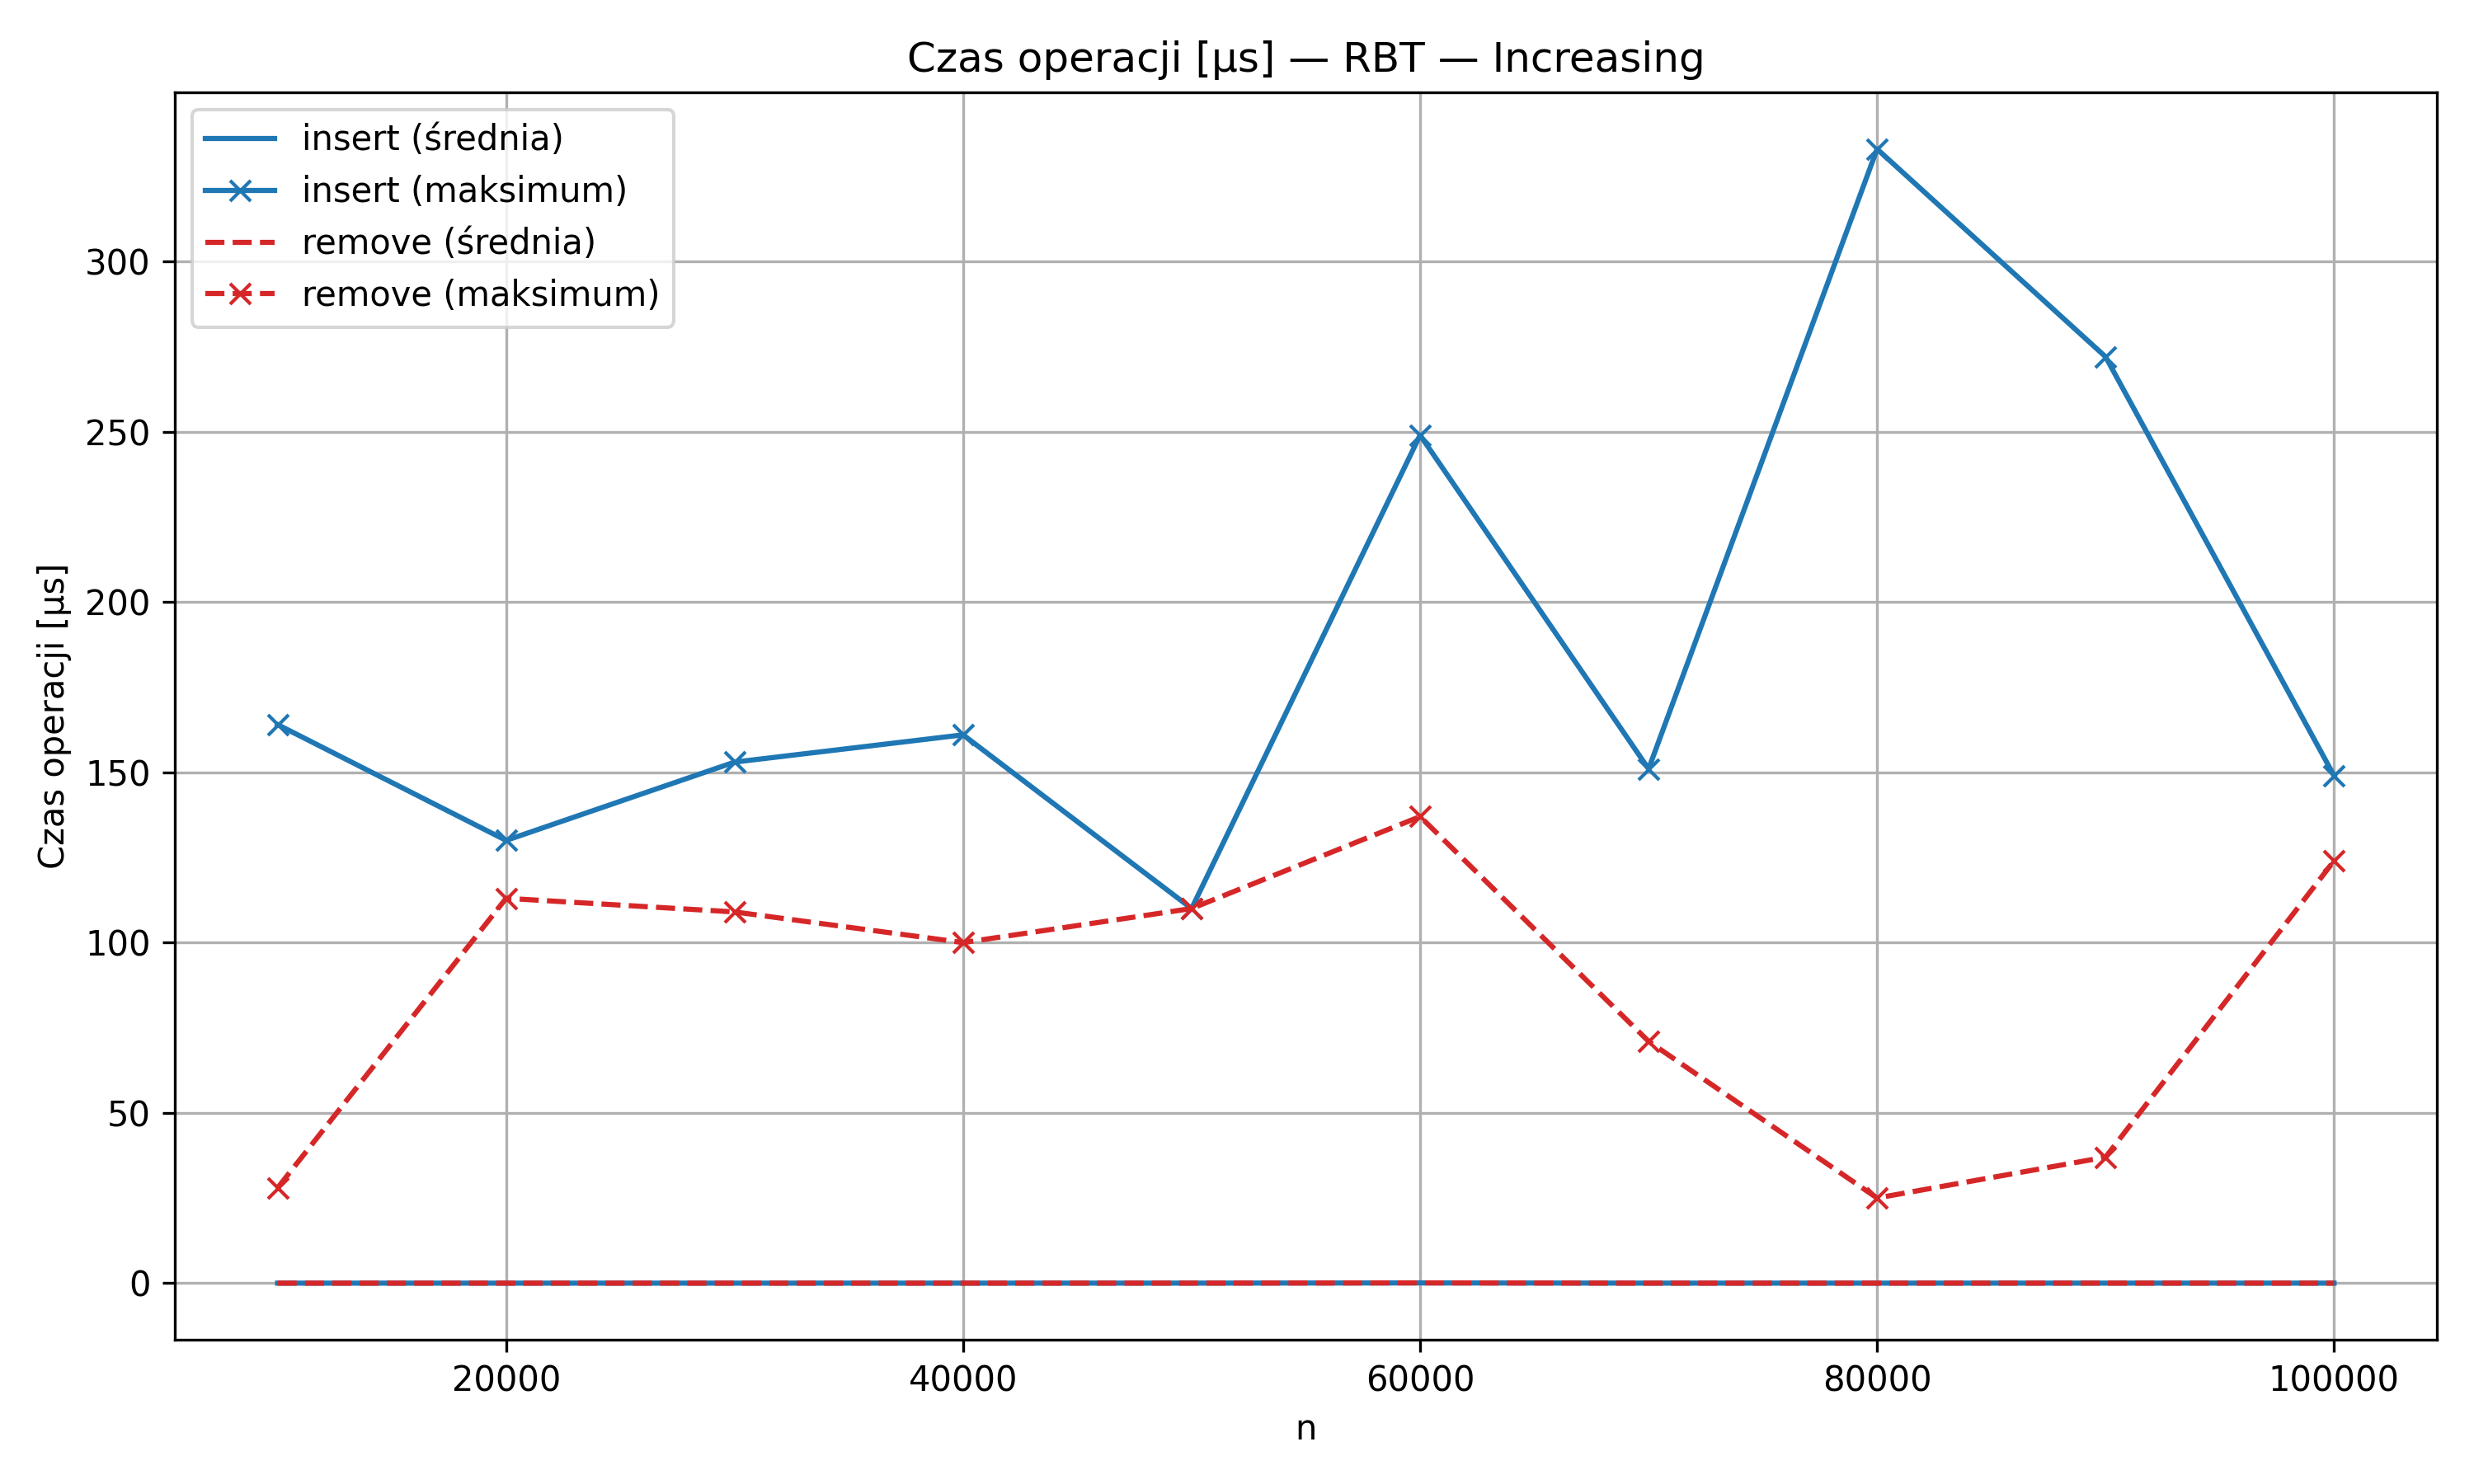 Czas operacji [µs] — RBT — Increasing
insert (średnia)
insert (maksimum)
remove (średnia)
remove (maksimum)
Czas operacji [µs]
300
250
200
150
100
50
0
20000 40000 60000 80000 100000
n